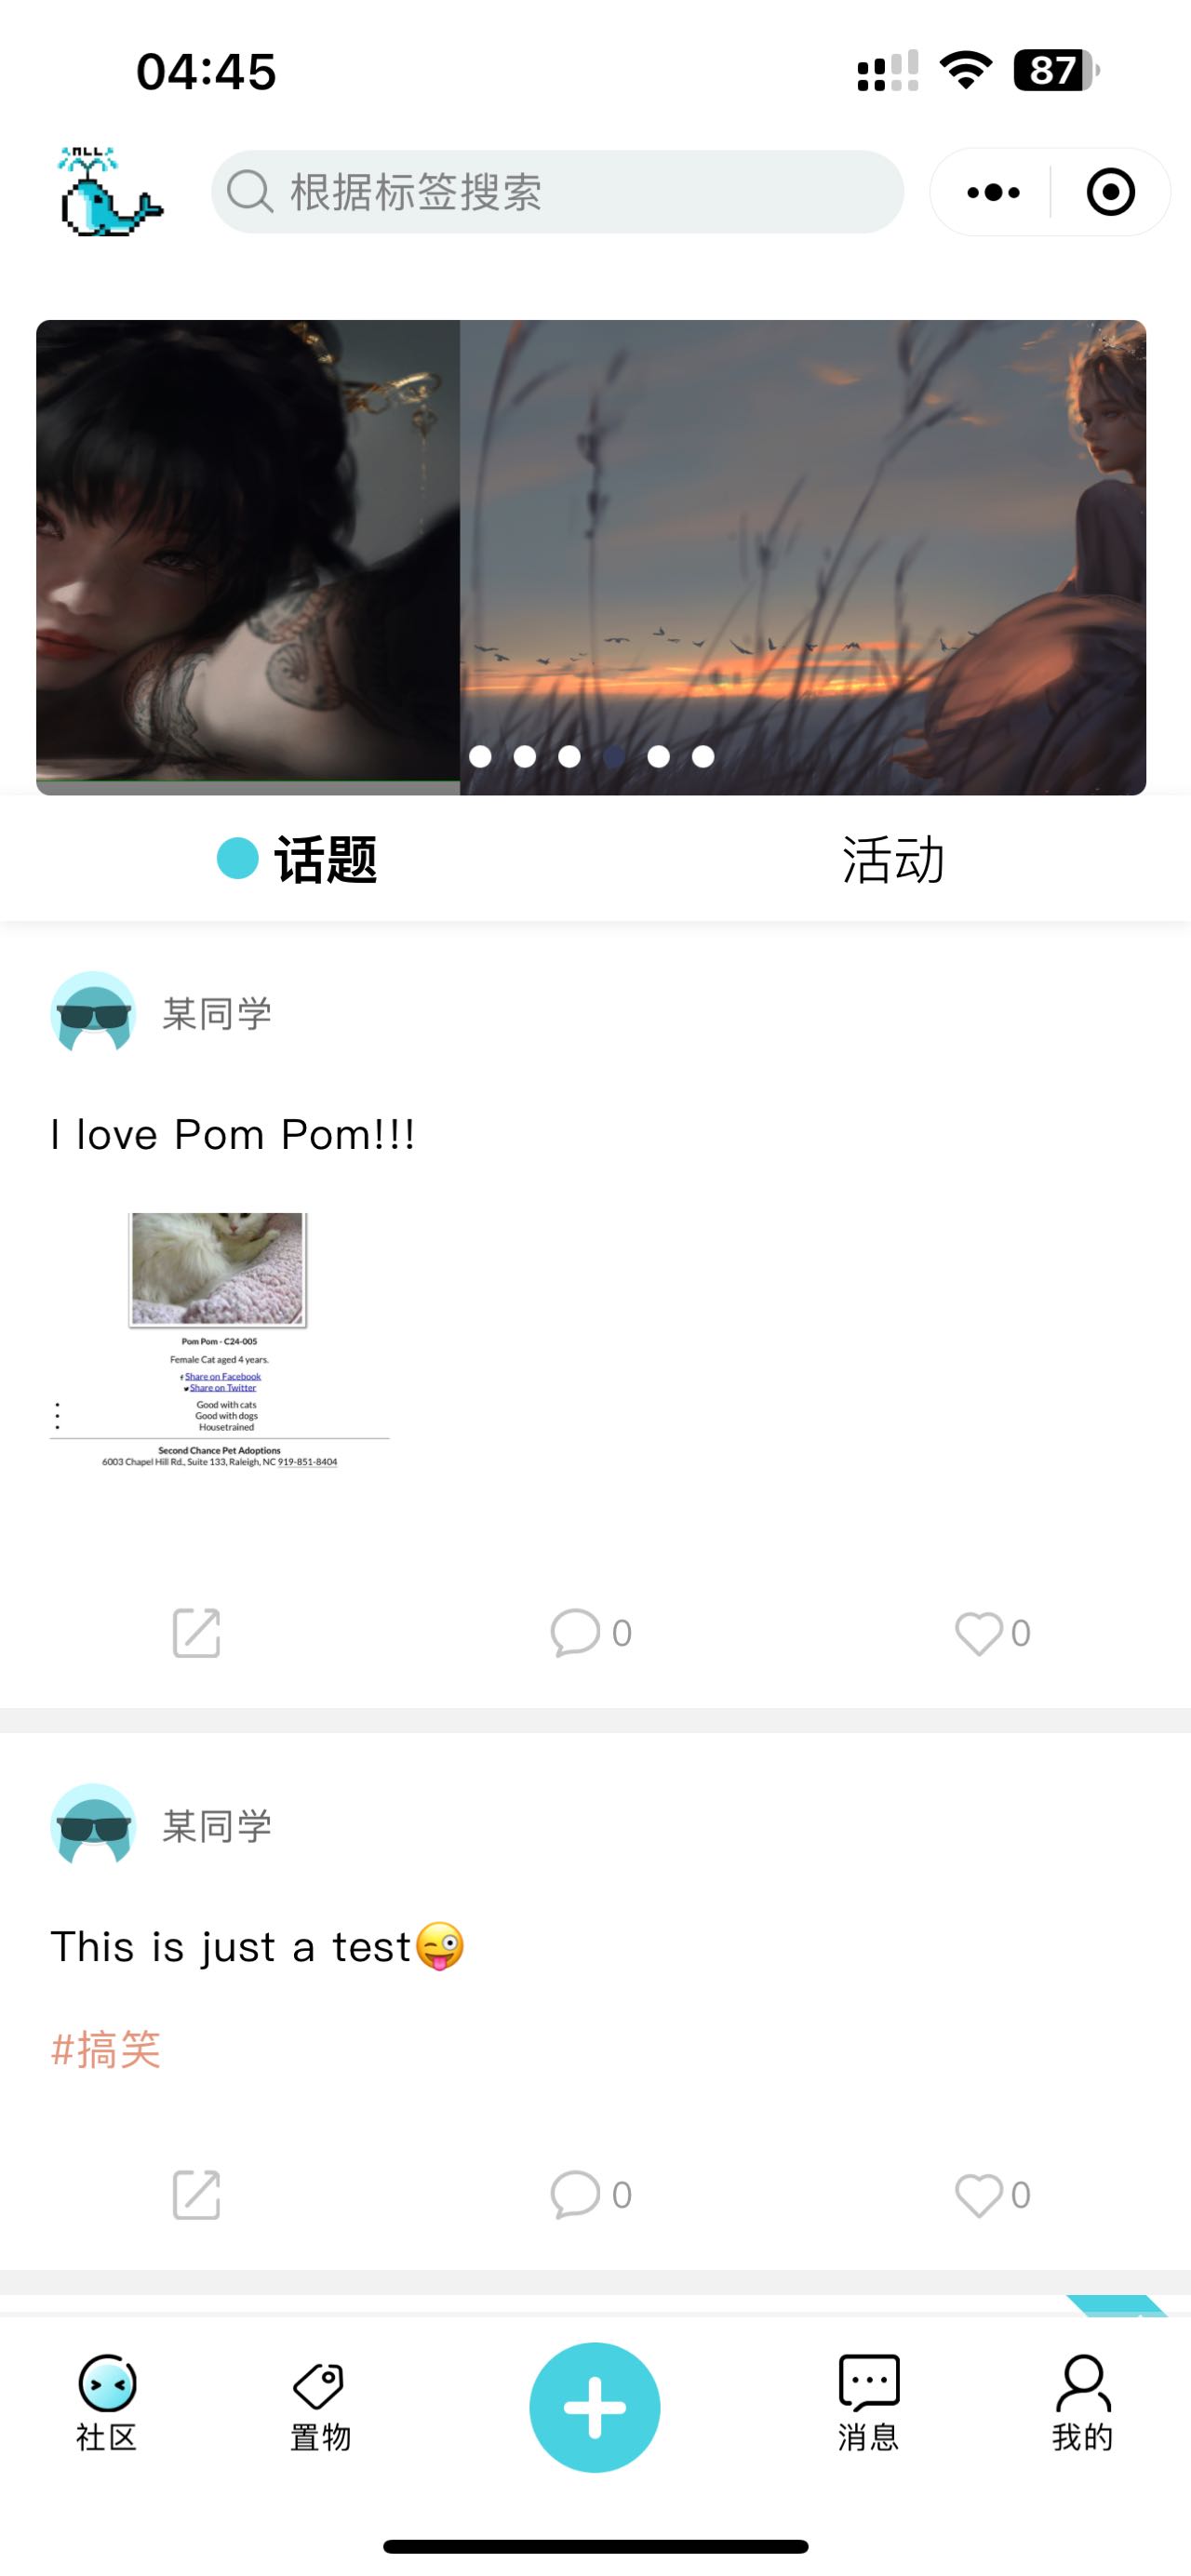 04:45
87
ALL
根据标签搜索
话题
活动
某同学
I love Pom Pom!!!
Pom Pom - C24-005
Female Cat aged 4 years.
Share on Facebook
Share on Twitter
Good with cats
Good with dogs
Housetrained
Second Chance Pet Adoptions
6003 Chapel Hill Rd., Suite 133, Raleigh, NC 919-851-8404
0
0
某同学
This is just a test😜
#搞笑
0
0
社区
置物
消息
我的